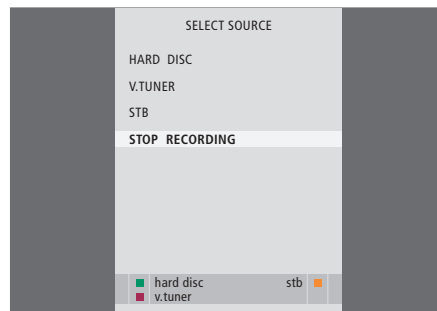 SELECT SOURCE
HARD DISC
V.TUNER
STB
STOP RECORDING
hard disc stb
v.tuner